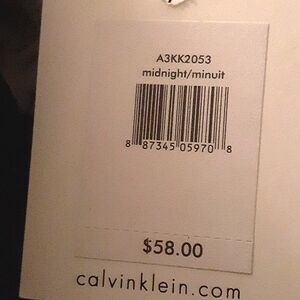 A3KK2053
midnight/minuit
8 87345 05970 8
$58.00
calvinklein.com